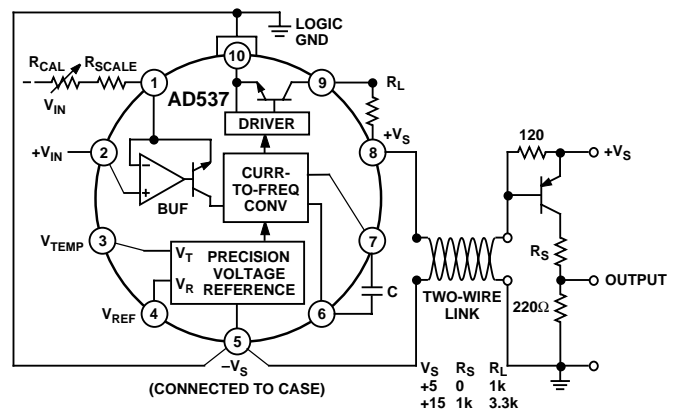 LOGIC
GND
10
R_CAL
R_SCALE
V_IN
1
AD537
9
R_L
DRIVER
+V_S
120
+V_S
+V_IN
2
8
–
+
BUF
CURR-
TO-FREQ
CONV
V_TEMP
3
7
V_T
V_R
PRECISION
VOLTAGE
REFERENCE
C
R_S
OUTPUT
TWO-WIRE
LINK
220Ω
V_REF
4
6
5
–V_S
(CONNECTED TO CASE)
V_S R_S R_L
+5 0 1k
+15 1k 3.3k